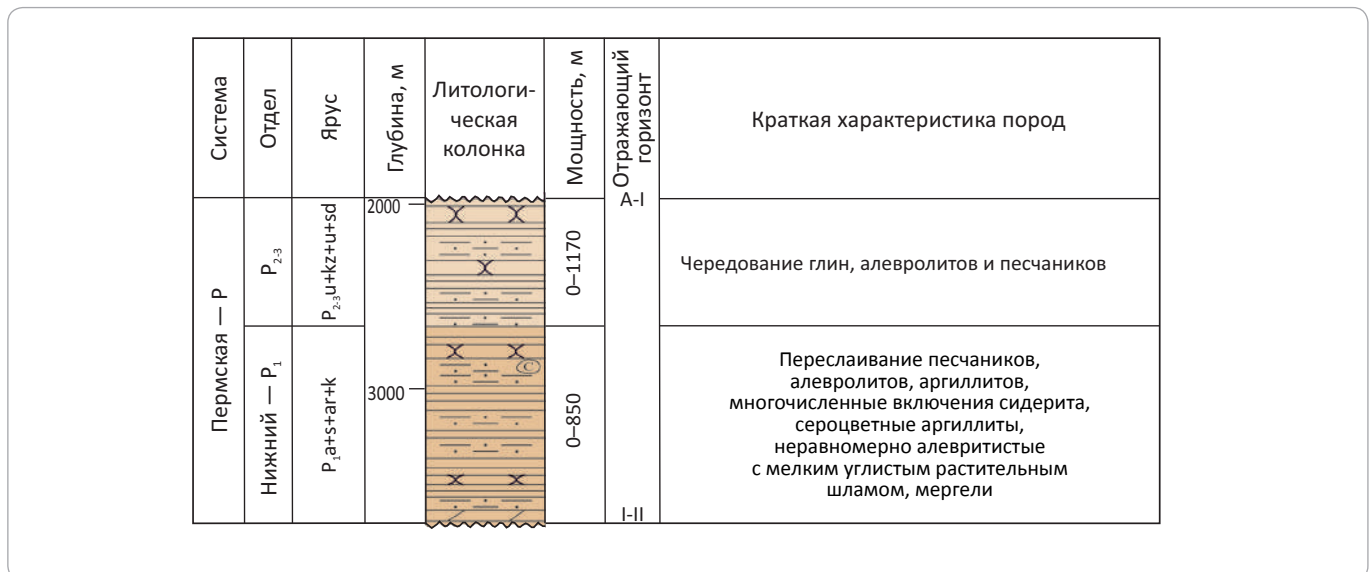 Система
Отдел
Ярус
Глубина, м
Литологи-
ческая
колонка
Мощность, м
Отражающий
горизонт
Краткая характеристика пород
Пермская — P
P₂₋₃
P₂₋₃u+kz+u+sd
2000
0–1170
A-I
Чередование глин, алевролитов и песчаников
Нижний — P₁
P₁a+s+ar+k
3000
0–850
I-II
Переслаивание песчаников,
алевролитов, аргиллитов,
многочисленные включения сидерита,
сероцветные аргиллиты,
неравномерно алевритистые
с мелким углистым растительным
шламом, мергели